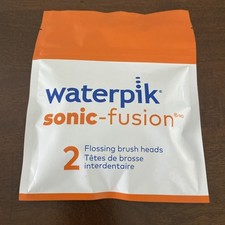 waterpik®
sonic-fusion
2 Flossing brush heads
Têtes de brosse
interdentaire